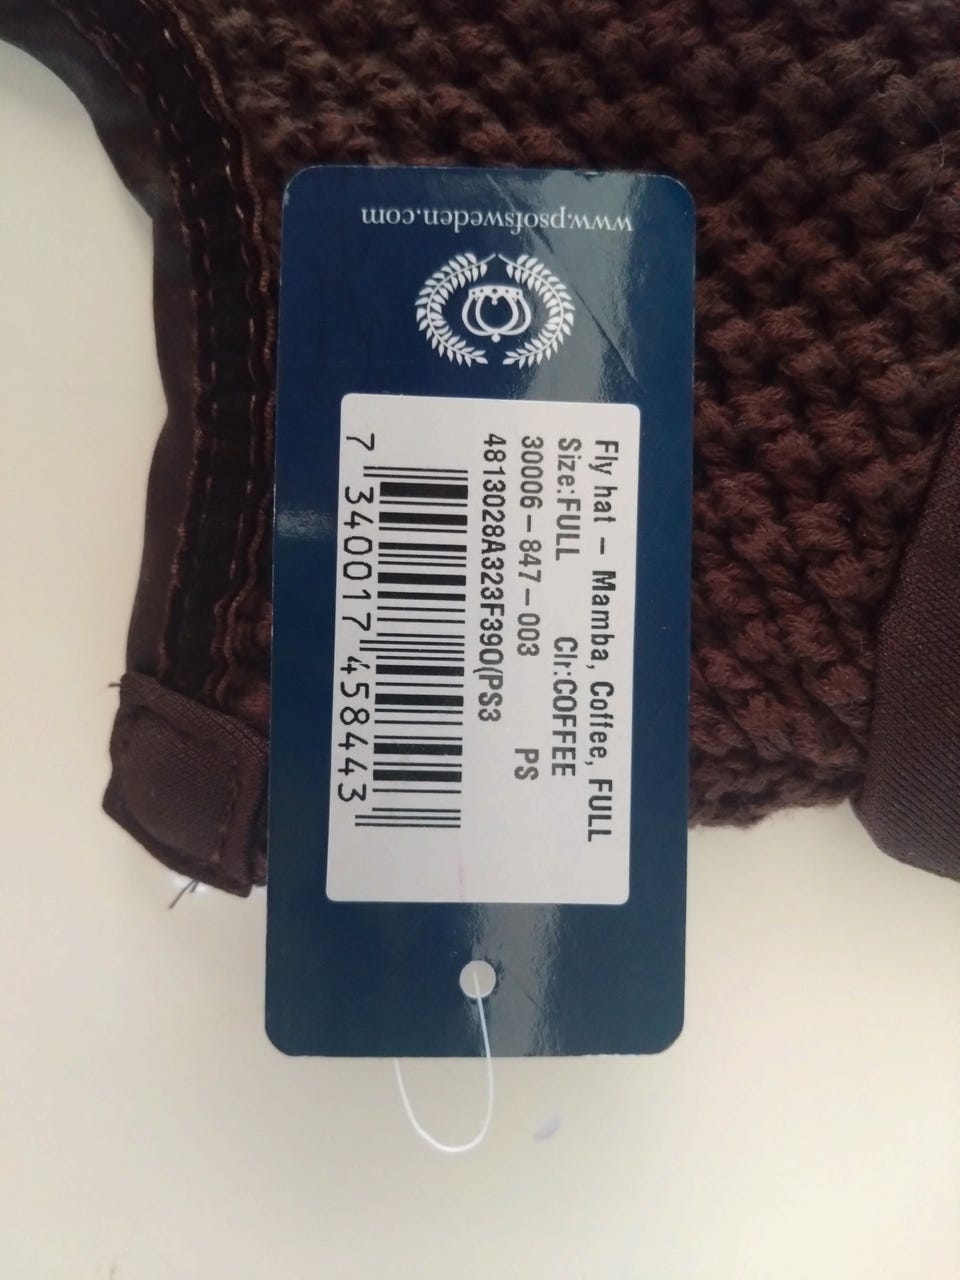 www.psofsweden.com
Fly hat – Mamba, Coffee, FULL
Size:FULL Clr:COFFEE
30006–847–003 PS
4813028A323F390(PS3
7 340017 458443